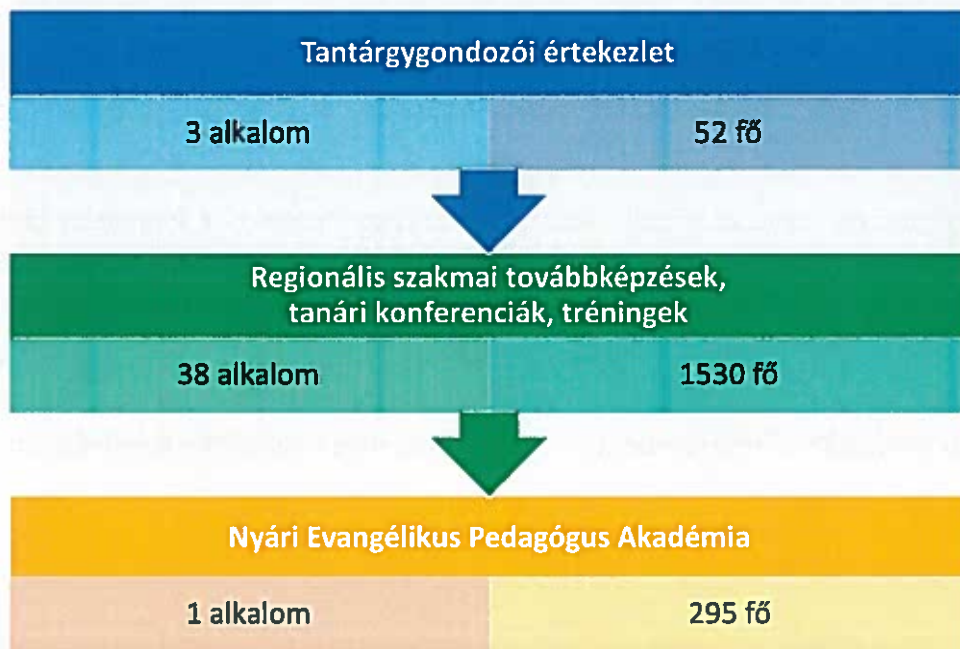 Tantárgygondozói értekezlet
3 alkalom 52 fő
Regionális szakmai továbbképzések,
tanári konferenciák, tréningek
38 alkalom 1530 fő
Nyári Evangélikus Pedagógus Akadémia
1 alkalom 295 fő